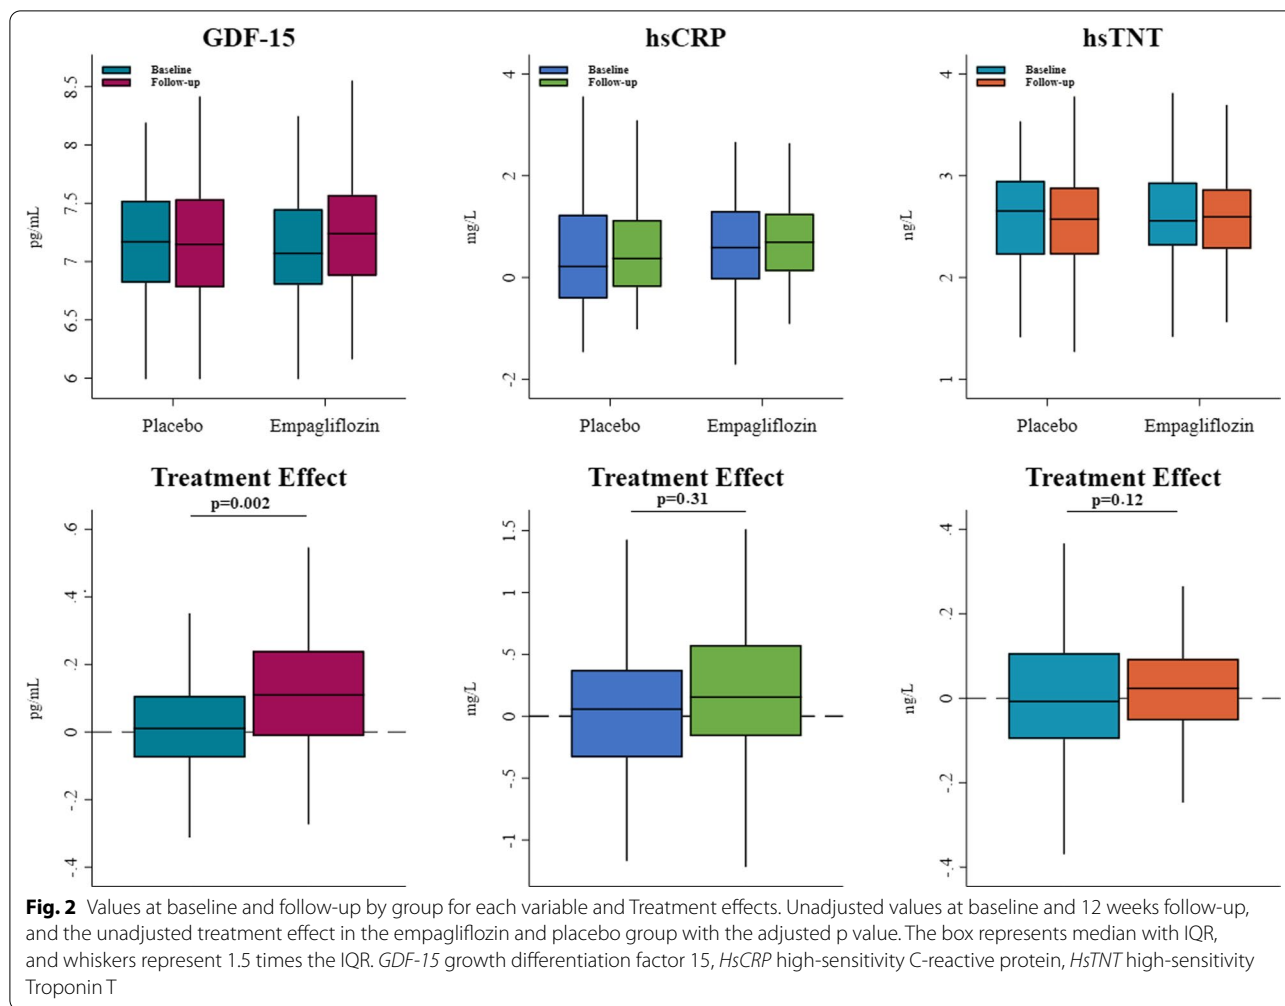 GDF-15
hsCRP
hsTNT
Baseline
Follow-up
Baseline
Follow-up
Baseline
Follow-up
pg/mL
8.5
8
7.5
7
6.5
6
mg/L
4
2
0
-2
ng/L
4
3
2
1
Placebo
Empagliflozin
Placebo
Empagliflozin
Placebo
Empagliflozin
Treatment Effect
Treatment Effect
Treatment Effect
p=0.002
p=0.31
p=0.12
pg/mL
.6
.4
.2
0
-.2
-.4
mg/L
1.5
1
.5
0
-.5
-1
ng/L
.4
.2
0
-.2
-.4
Fig. 2 Values at baseline and follow-up by group for each variable and Treatment effects. Unadjusted values at baseline and 12 weeks follow-up,
and the unadjusted treatment effect in the empagliflozin and placebo group with the adjusted p value. The box represents median with IQR,
and whiskers represent 1.5 times the IQR. GDF-15 growth differentiation factor 15, HsCRP high-sensitivity C-reactive protein, HsTNT high-sensitivity
Troponin T